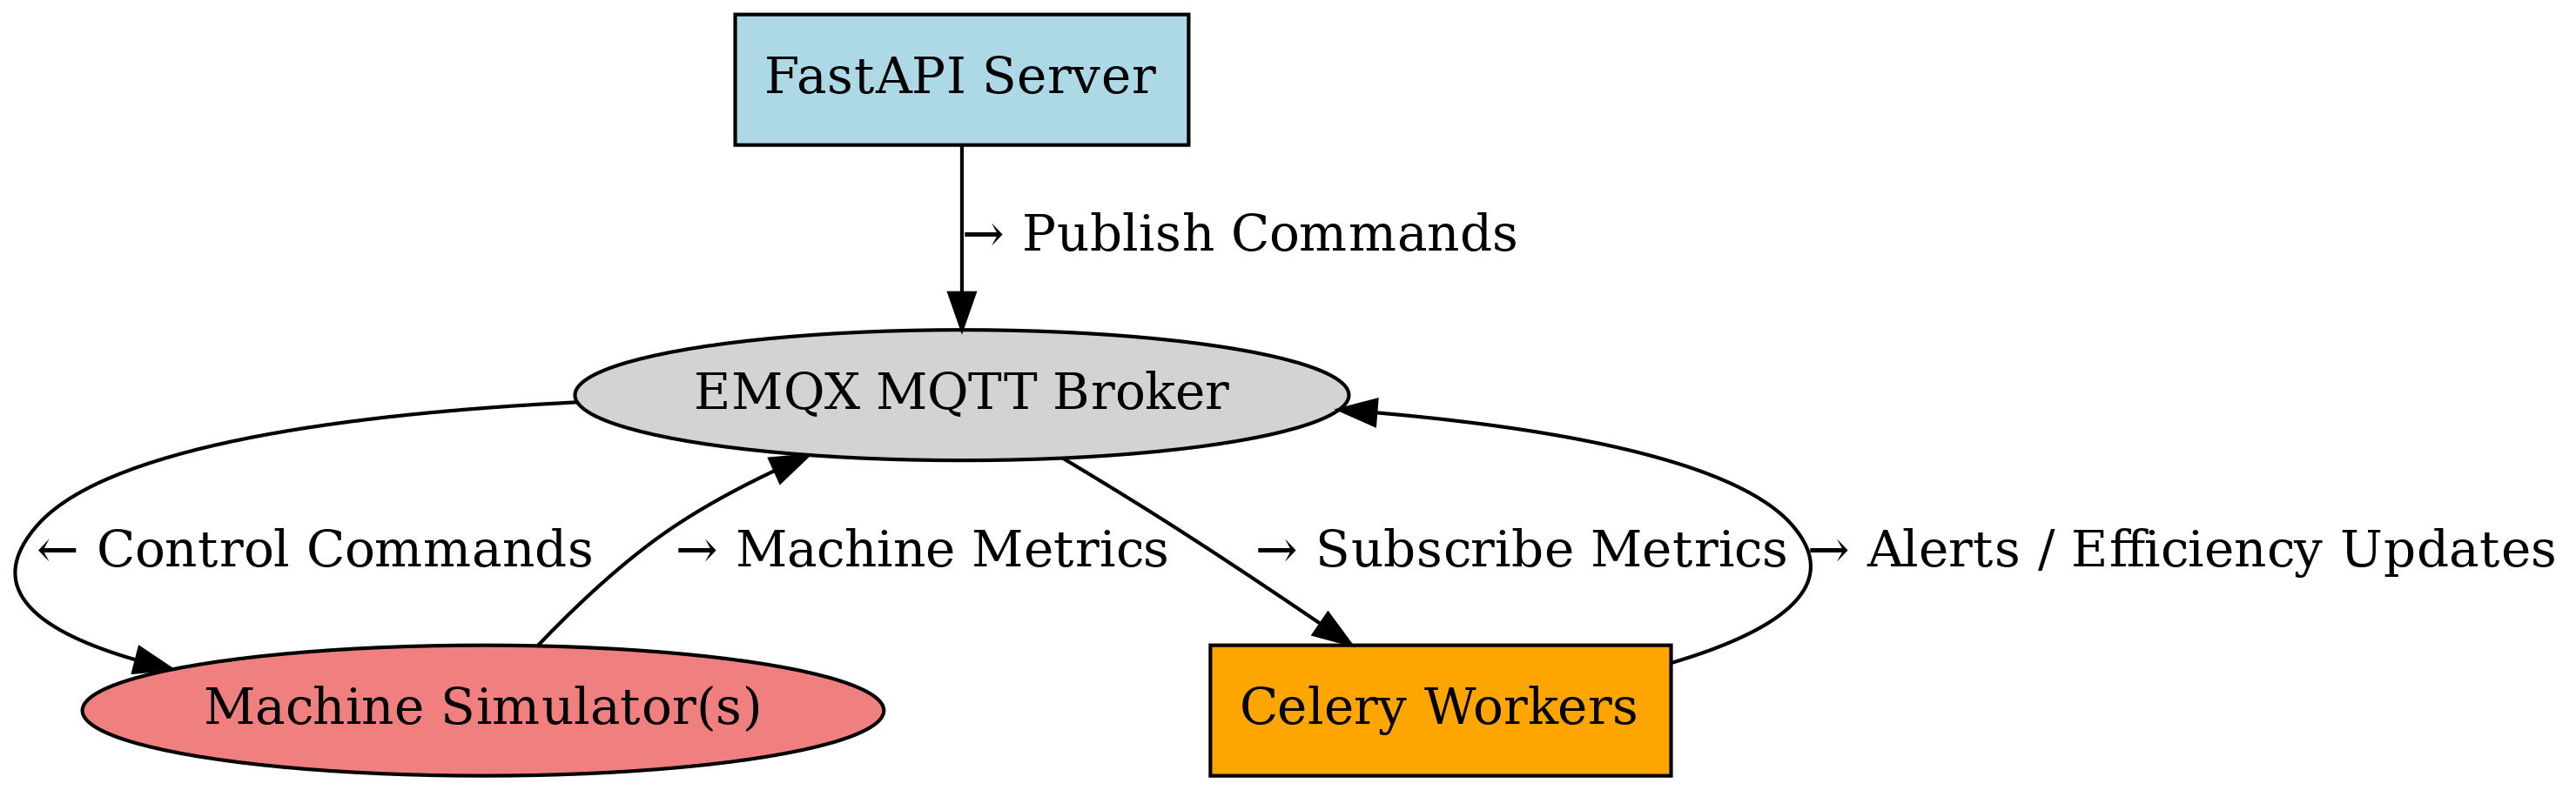 FastAPI Server
→ Publish Commands
EMQX MQTT Broker
← Control Commands
→ Machine Metrics
→ Subscribe Metrics
→ Alerts / Efficiency Updates
Machine Simulator(s)
Celery Workers